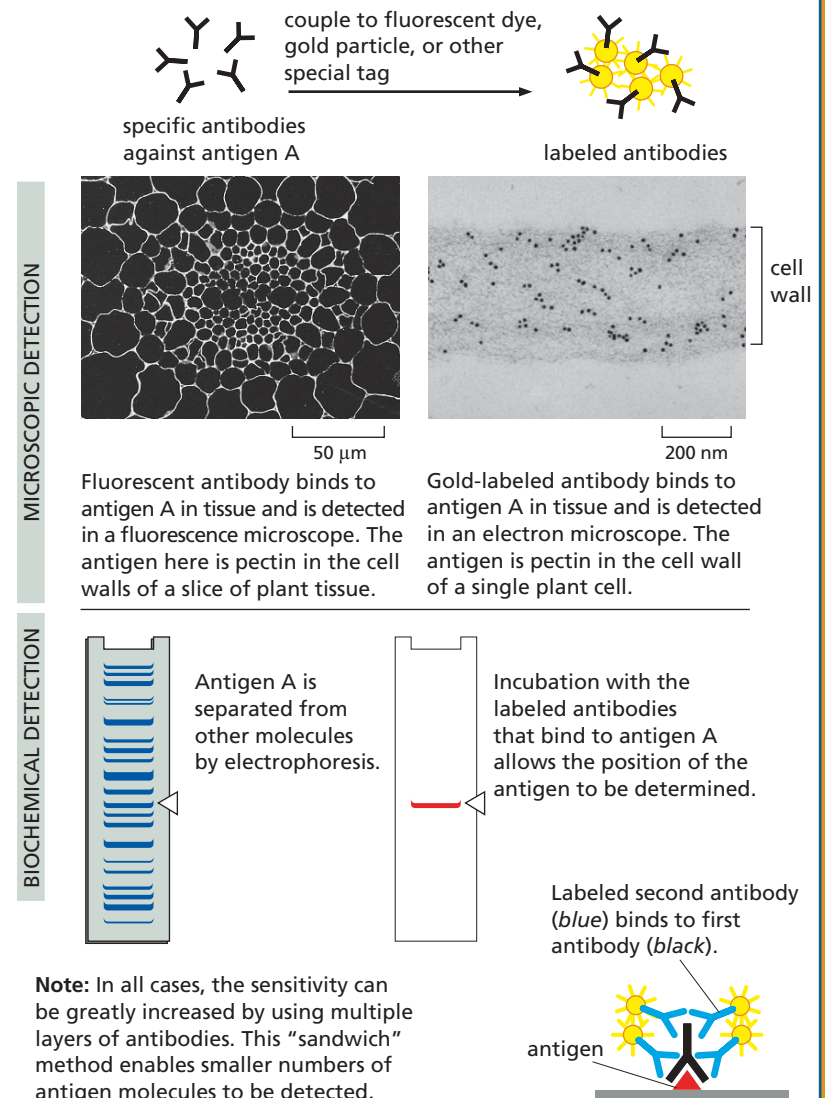 couple to fluorescent dye,
gold particle, or other
special tag
specific antibodies
against antigen A
labeled antibodies
MICROSCOPIC DETECTION
cell
wall
50 μm
200 nm
Fluorescent antibody binds to
antigen A in tissue and is detected
in a fluorescence microscope. The
antigen here is pectin in the cell
walls of a slice of plant tissue.
Gold-labeled antibody binds to
antigen A in tissue and is detected
in an electron microscope. The
antigen is pectin in the cell wall
of a single plant cell.
BIOCHEMICAL DETECTION
Antigen A is
separated from
other molecules
by electrophoresis.
Incubation with the
labeled antibodies
that bind to antigen A
allows the position of the
antigen to be determined.
Labeled second antibody
(blue) binds to first
antibody (black).
Note: In all cases, the sensitivity can
be greatly increased by using multiple
layers of antibodies. This “sandwich”
method enables smaller numbers of
antigen molecules to be detected.
antigen